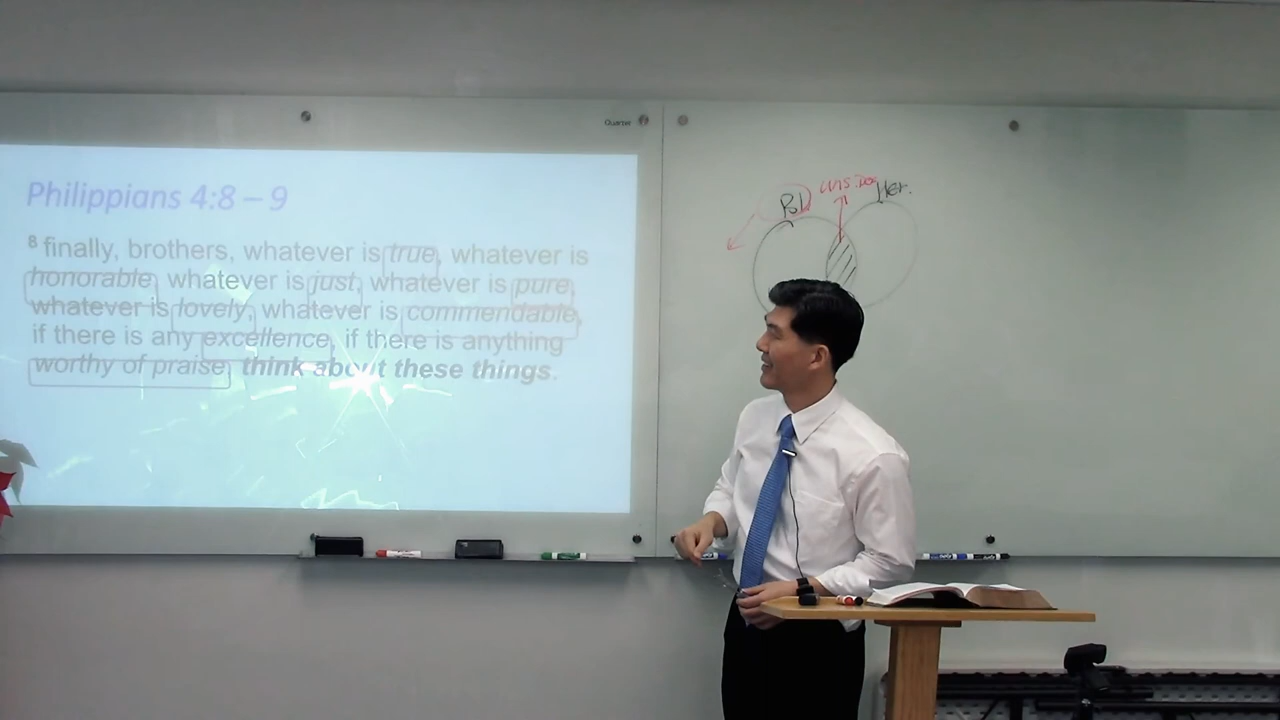 Quartet
Philippians 4:8 – 9
8 finally, brothers, whatever is true, whatever is
honorable, whatever is just, whatever is pure,
whatever is lovely, whatever is commendable,
if there is any excellence, if there is anything
worthy of praise, think about these things.
Her.